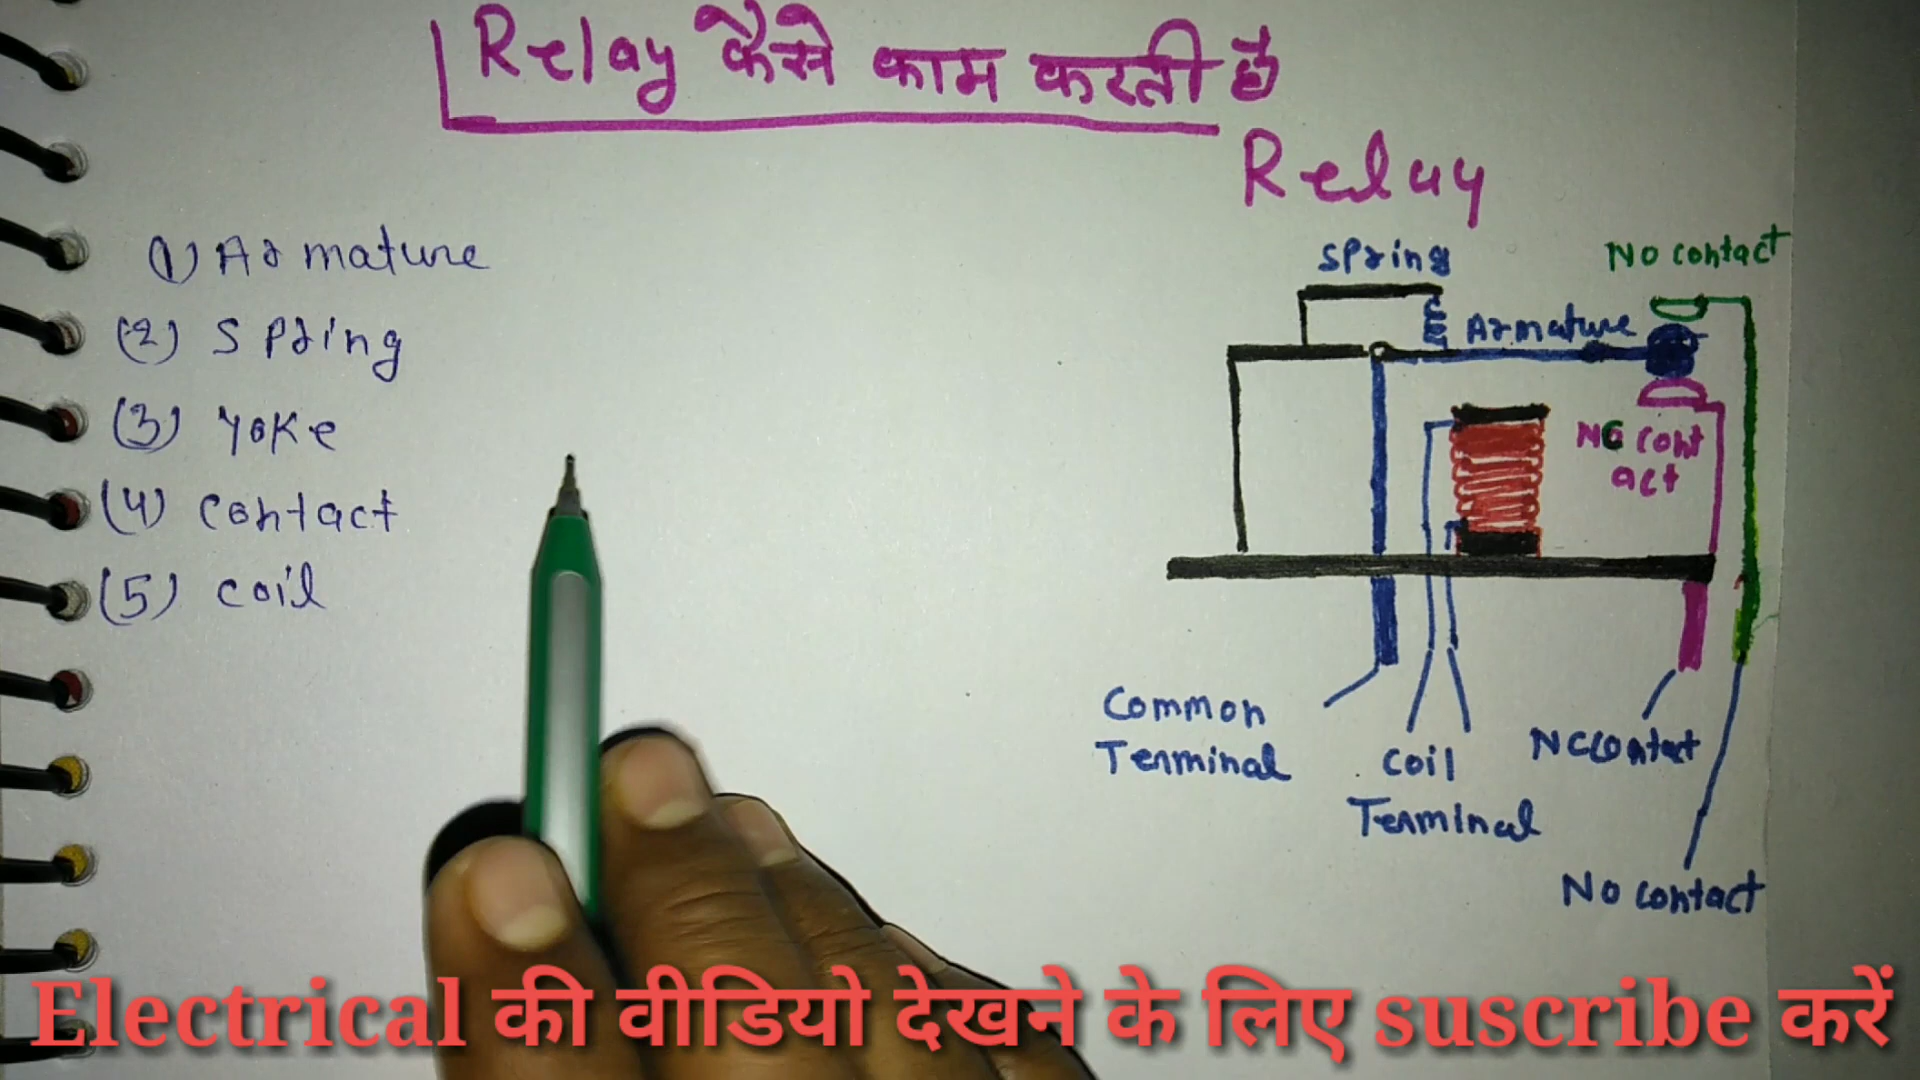 Relay कैसे काम करती है
Relay
(1) Armature
(2) Spring
(3) Yoke
(4) contact
(5) coil
Spring
No contact
Armature
NC cont
act
Common
Terminal
Coil
Terminal
NC contact
No contact
Electrical की वीडियो देखने के लिए suscribe करें